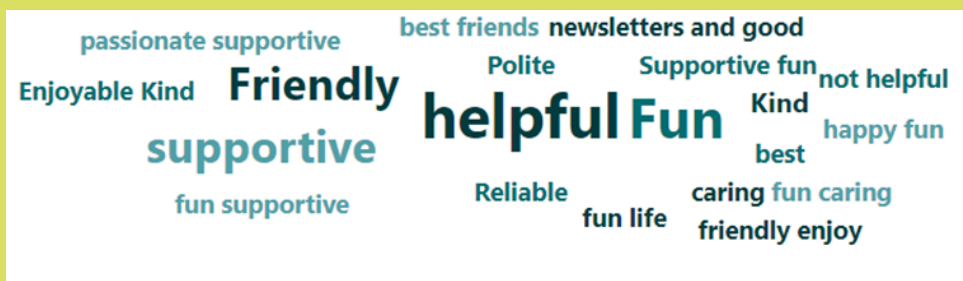 best friends newsletters and good
passionate supportive
Polite
Supportive fun
not helpful
Enjoyable Kind
Friendly
helpful
Fun
Kind
happy fun
supportive
best
fun supportive
Reliable
caring
fun caring
fun life
friendly enjoy